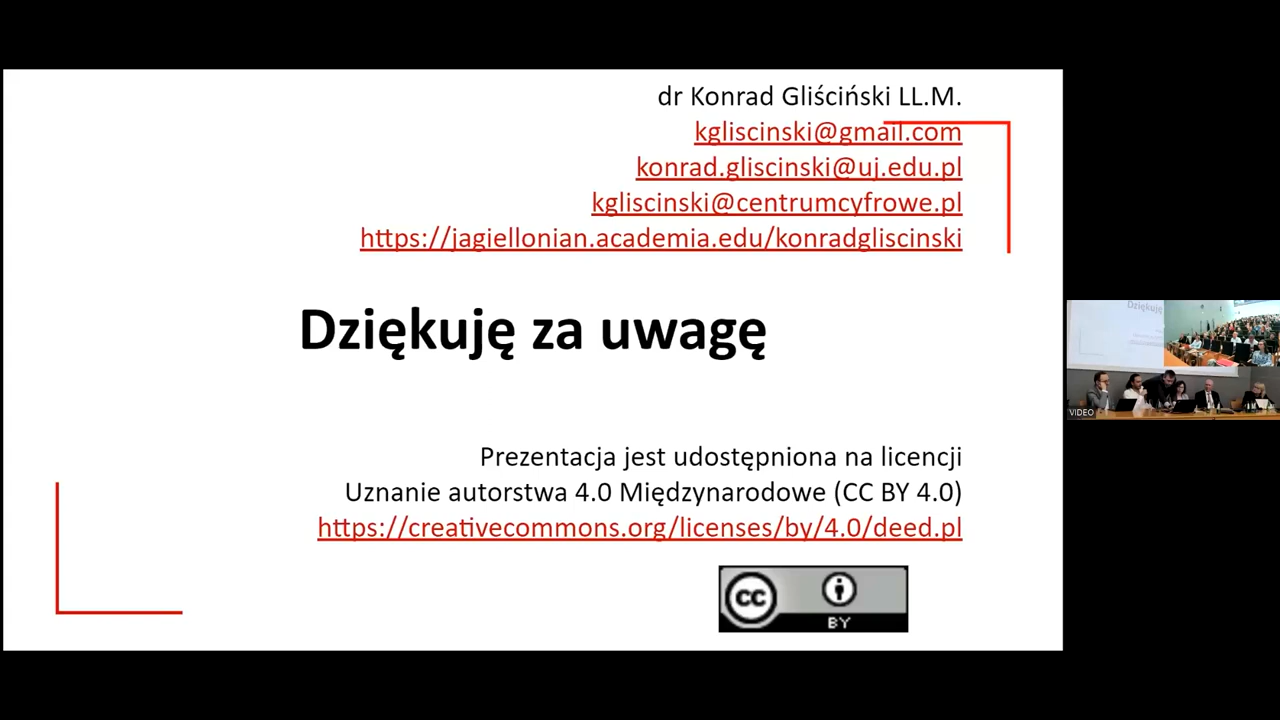 dr Konrad Gliściński LL.M.
kgliscinski@gmail.com
konrad.gliscinski@uj.edu.pl
kgliscinski@centrumcyfrowe.pl
https://jagiellonian.academia.edu/konradgliscinski
Dziękuję za uwagę
Prezentacja jest udostępniona na licencji
Uznanie autorstwa 4.0 Międzynarodowe (CC BY 4.0)
https://creativecommons.org/licenses/by/4.0/deed.pl
CC
BY
Dziękuję
VIDEO